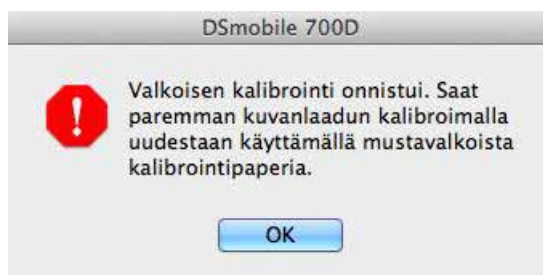 DSmobile 700D
Valkoisen kalibrointi onnistui. Saat
paremman kuvanlaadun kalibroimalla
uudestaan käyttämällä mustavalkoista
kalibrointipaperia.
OK